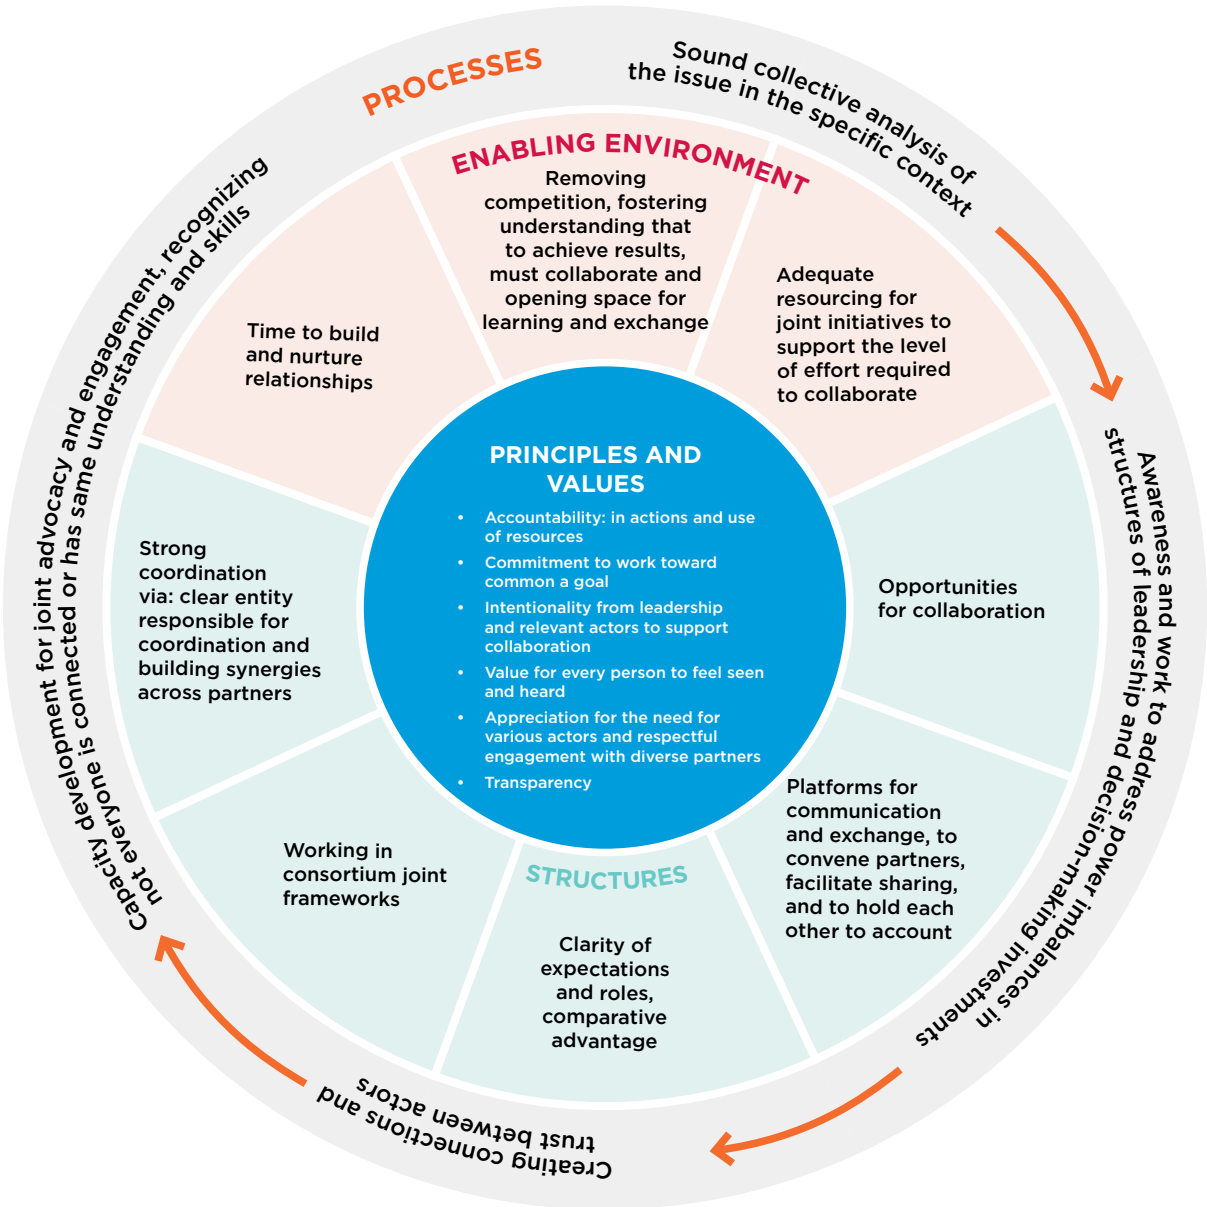 PROCESSES
Sound collective analysis of
the issue in the specific context
Awareness and work to address power imbalances in
structures of leadership and decision-making investments
Creating connections and
trust between actors
Capacity development for joint advocacy and engagement, recognizing
not everyone is connected or has same understanding and skills
ENABLING ENVIRONMENT
Removing
competition, fostering
understanding that
to achieve results,
must collaborate and
opening space for
learning and exchange
Adequate
resourcing for
joint initiatives to
support the level
of effort required
to collaborate
Time to build
and nurture
relationships
Opportunities
for collaboration
Platforms for
communication
and exchange, to
convene partners,
facilitate sharing,
and to hold each
other to account
STRUCTURES
Clarity of
expectations
and roles,
comparative
advantage
Working in
consortium joint
frameworks
Strong
coordination
via: clear entity
responsible for
coordination and
building synergies
across partners
PRINCIPLES AND
VALUES
• Accountability: in actions and use
of resources
• Commitment to work toward
common a goal
• Intentionality from leadership
and relevant actors to support
collaboration
• Value for every person to feel seen
and heard
• Appreciation for the need for
various actors and respectful
engagement with diverse partners
• Transparency